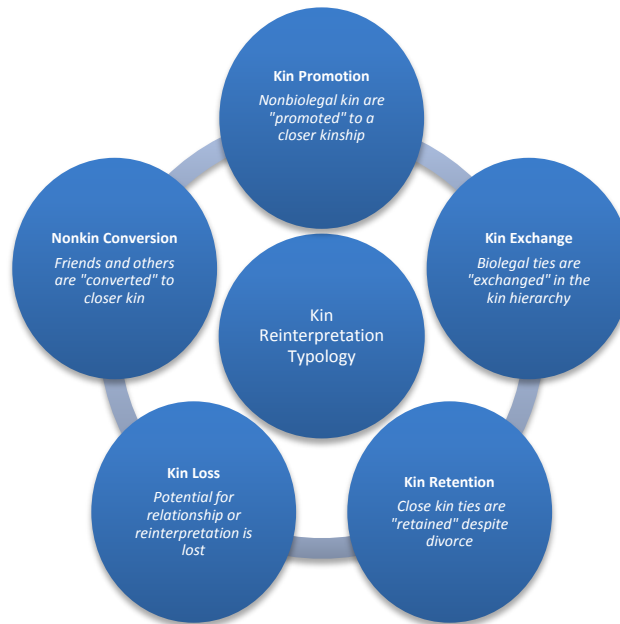 Kin Promotion
Nonbiolegal kin are
"promoted" to a
closer kinship
Kin Exchange
Biolegal ties are
"exchanged" in the
kin hierarchy
Kin Retention
Close kin ties are
"retained" despite
divorce
Kin Loss
Potential for
relationship or
reinterpretation is
lost
Nonkin Conversion
Friends and others
are "converted" to
closer kin
Kin
Reinterpretation
Typology